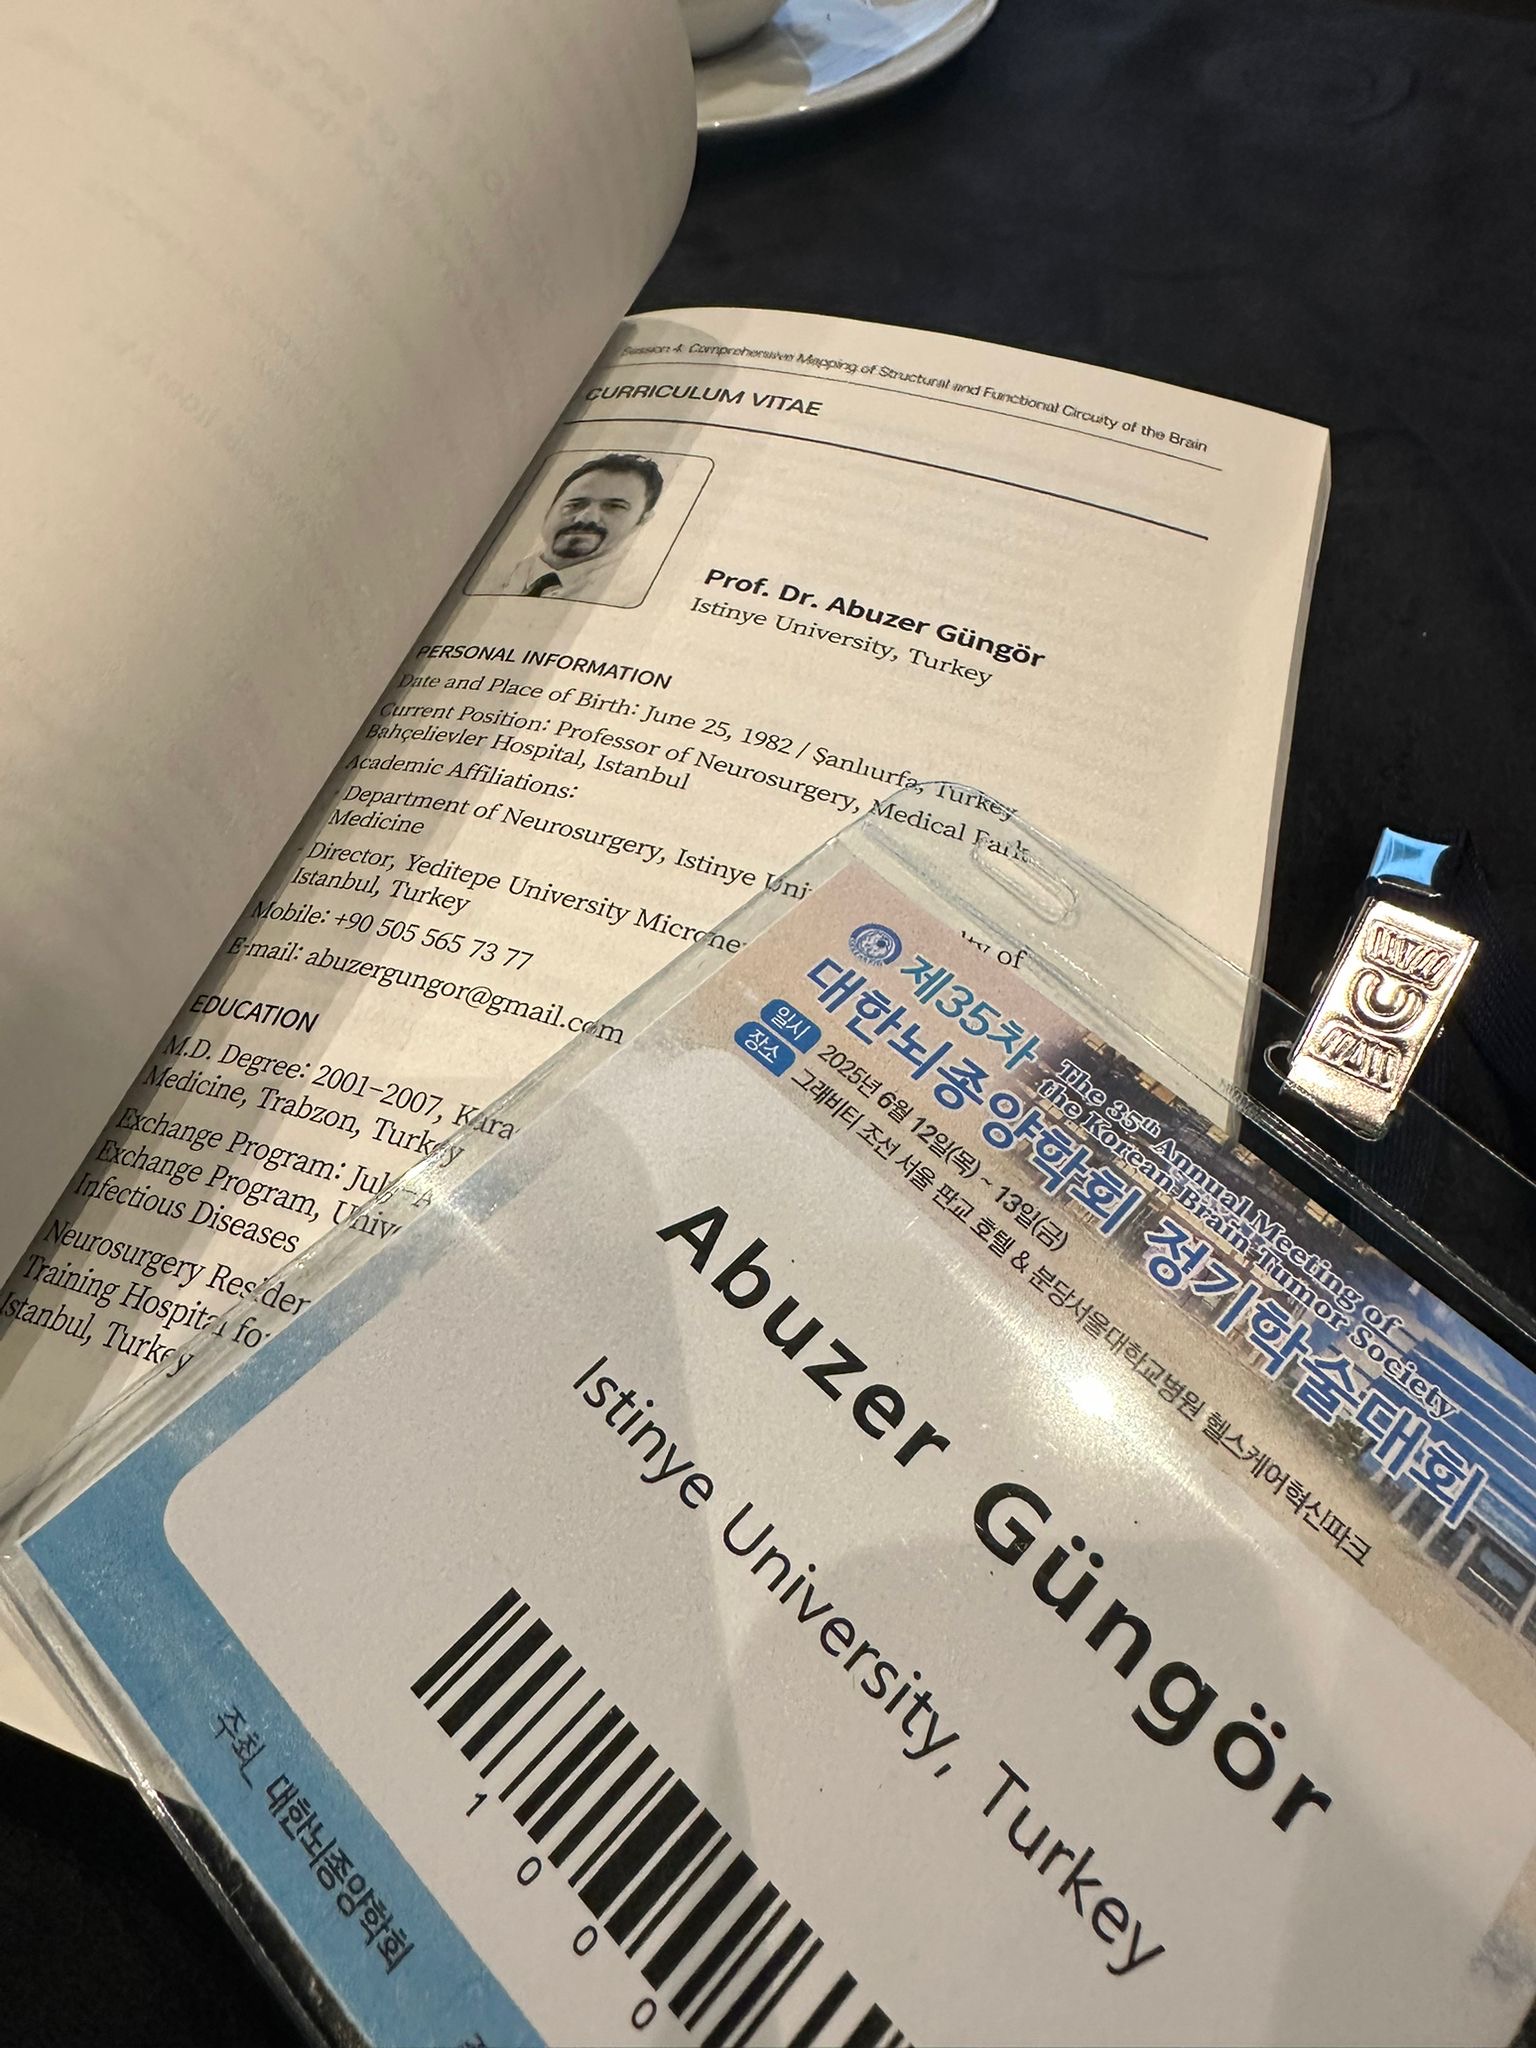 Session 4. Comprehensive Mapping of Structural and Functional Circuity of the Brain
CURRICULUM VITAE
Prof. Dr. Abuzer Güngör
Istinye University, Turkey
PERSONAL INFORMATION
Date and Place of Birth: June 25, 1982 / Şanlıurfa, Turkey
Current Position: Professor of Neurosurgery, Medical Park
Bahçelievler Hospital, Istanbul
Academic Affiliations:
Department of Neurosurgery, Istinye
Medicine
- Director, Yeditepe University
Istanbul, Turkey
Mobile: +90 505 565 73 77
E-mail: abuzergungor@gmail.com
of
EDUCATION
M.D. Degree: 2001–2007,
Medicine, Trabzon, Turkey
Exchange Program:
Exchange Program,
Infectious Diseases
Neurosurgery
Training Hospital
Istanbul, Turkey
제35차
The 35th Annual Meeting of
the Korean Brain Tumor Society
대한뇌종양학회 정기학술대회
일시 2025년 6월 12일(목) ~ 13일(금)
장소 그래비티 조선 서울 판교 호텔 & 분당서울대학교병원 헬스케어혁신파크
Abuzer Güngör
Istinye University, Turkey
1 0 0 0
주최_ 대한뇌종양학회